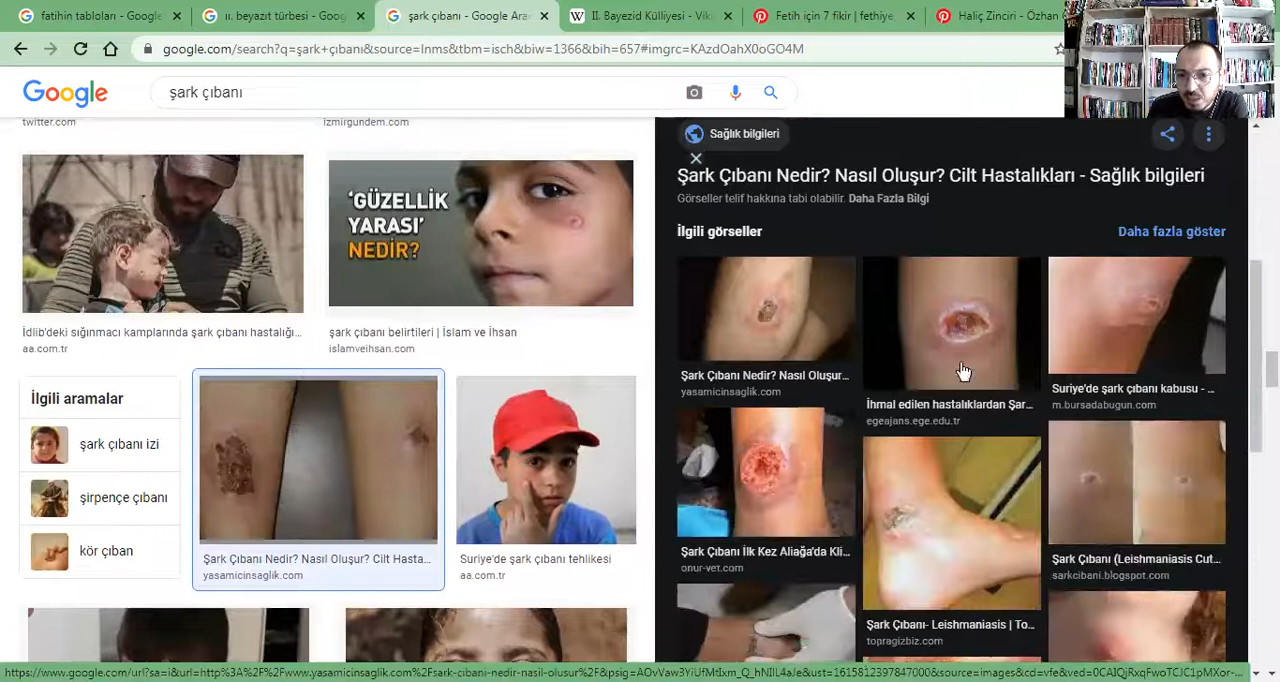 fatihin tabloları - Google
ıı. beyazıt türbesi - Google
şark çıbanı - Google Ara
II. Bayezid Külliyesi - Viki
Fetih için 7 fikir | fethiye,
Haliç Zinciri - Özhan
google.com/search?q=şark+çıbanı&source=lnms&tbm=isch&biw=1366&bih=657#imgrc=KAzdOahX0oGO4M
Google
şark çıbanı
twitter.com
izmirgundem.com
Sağlık bilgileri
Şark Çıbanı Nedir? Nasıl Oluşur? Cilt Hastalıkları - Sağlık bilgileri
Görseller telif hakkına tabi olabilir. Daha Fazla Bilgi
İlgili görseller
Daha fazla göster
'GÜZELLİK
YARASI'
NEDİR?
İdlib'deki sığınmacı kamplarında şark çıbanı hastalığı...
aa.com.tr
şark çıbanı belirtileri | İslam ve İhsan
islamveihsan.com
İlgili aramalar
şark çıbanı izi
şirpençe çıbanı
kör çıban
Şark Çıbanı Nedir? Nasıl Oluşur? Cilt Hasta...
yasamicinsaglik.com
Suriye'de şark çıbanı tehlikesi
aa.com.tr
Şark Çıbanı Nedir? Nasıl Oluşur...
yasamicinsaglik.com
İhmal edilen hastalıklardan Şar...
egeajans.ege.edu.tr
Suriye'de şark çıbanı kabusu - ...
m.bursadabugun.com
Şark Çıbanı İlk Kez Aliağa'da Kli...
onur-vet.com
Şark Çıbanı- Leishmaniasis | To...
topragizbiz.com
Şark Çıbanı (Leishmaniasis Cut...
sarkcibani.blogspot.com